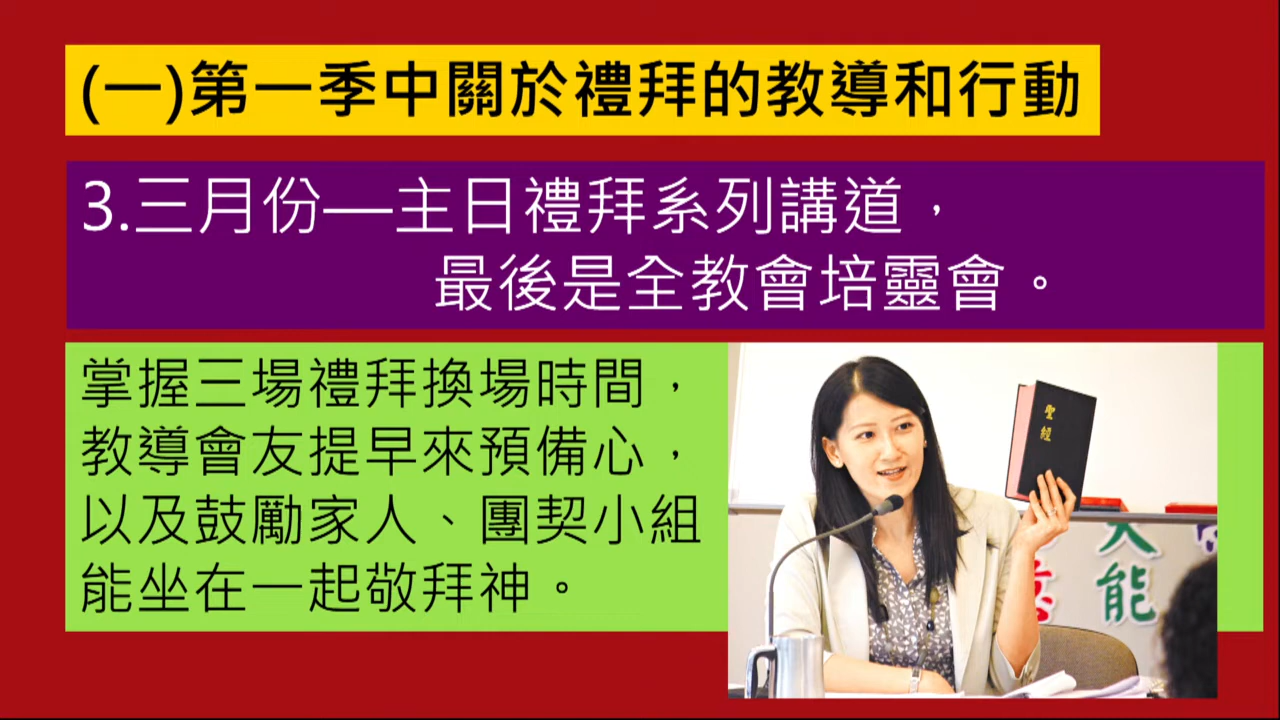 (一)第一季中關於禮拜的教導和行動
3.三月份—主日禮拜系列講道，
最後是全教會培靈會。
掌握三場禮拜換場時間，
教導會友提早來預備心，
以及鼓勵家人、團契小組
能坐在一起敬拜神。
聖經
能